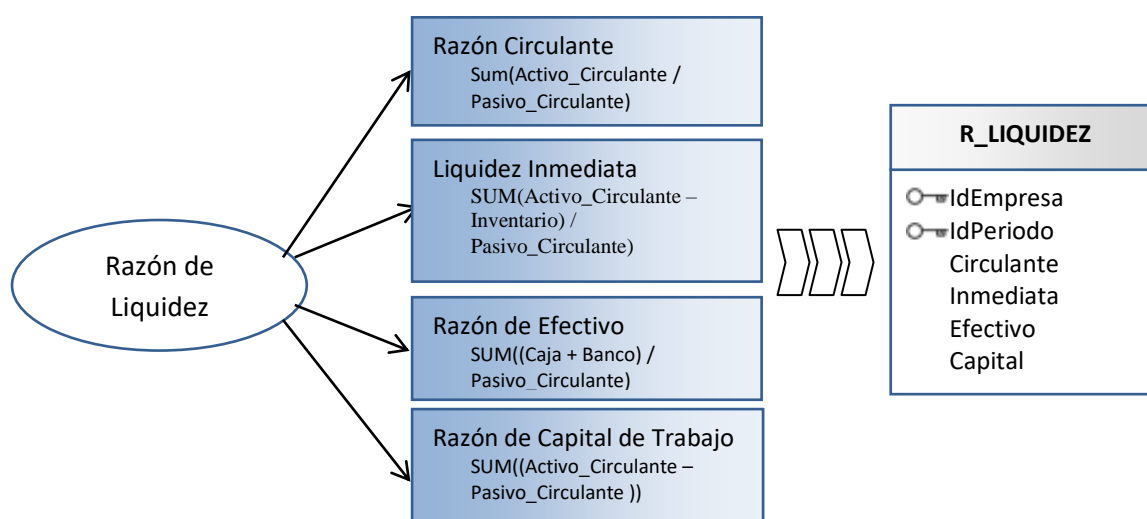 Razón de
Liquidez
Razón Circulante
Sum(Activo_Circulante /
Pasivo_Circulante)
Liquidez Inmediata
SUM(Activo_Circulante –
Inventario) /
Pasivo_Circulante)
Razón de Efectivo
SUM((Caja + Banco) /
Pasivo_Circulante)
Razón de Capital de Trabajo
SUM((Activo_Circulante –
Pasivo_Circulante ))
R_LIQUIDEZ
IdEmpresa
IdPeriodo
Circulante
Inmediata
Efectivo
Capital